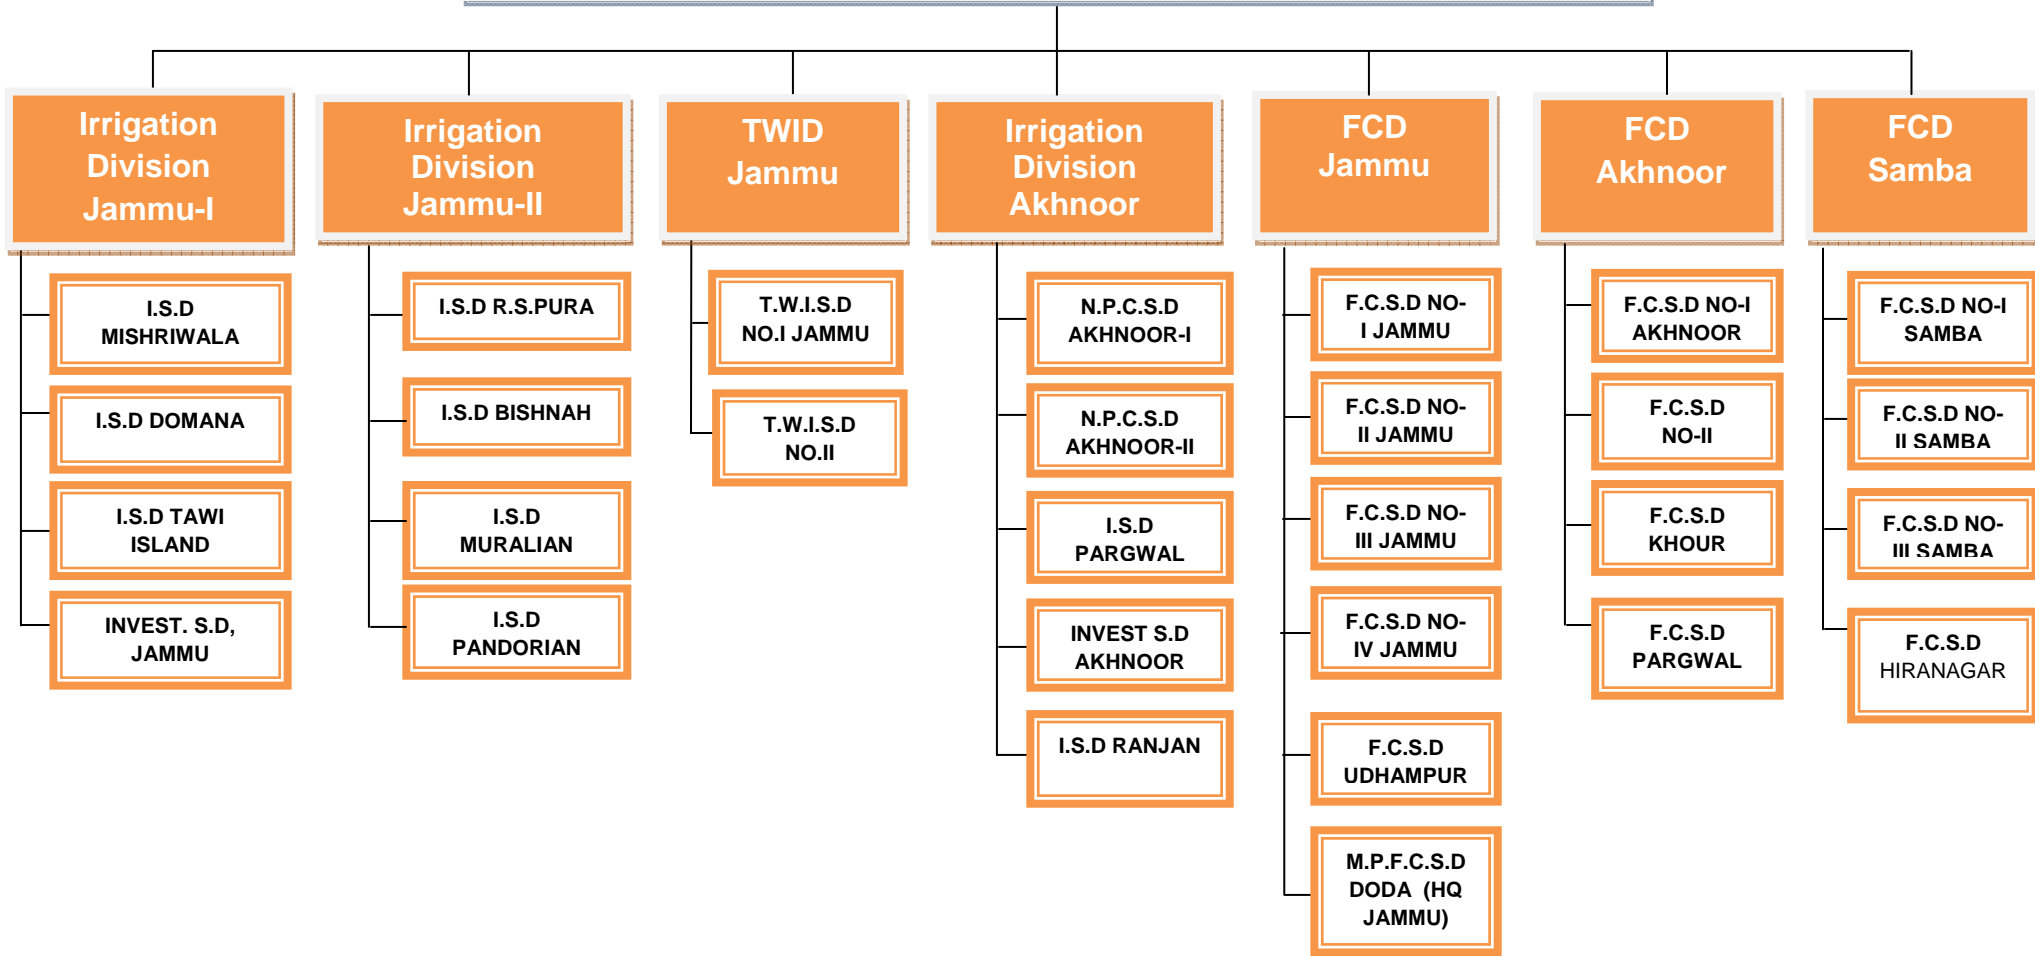 Irrigation
Division
Jammu-I
Irrigation
Division
Jammu-II
TWID
Jammu
Irrigation
Division
Akhnoor
FCD
Jammu
FCD
Akhnoor
FCD
Samba
I.S.D
MISHRIWALA
I.S.D DOMANA
I.S.D TAWI
ISLAND
INVEST. S.D,
JAMMU
I.S.D R.S.PURA
I.S.D BISHNAH
I.S.D
MURALIAN
I.S.D
PANDORIAN
T.W.I.S.D
NO.I JAMMU
T.W.I.S.D
NO.II
N.P.C.S.D
AKHNOOR-I
N.P.C.S.D
AKHNOOR-II
I.S.D
PARGWAL
INVEST S.D
AKHNOOR
I.S.D RANJAN
F.C.S.D NO-
I JAMMU
F.C.S.D NO-
II JAMMU
F.C.S.D NO-
III JAMMU
F.C.S.D NO-
IV JAMMU
F.C.S.D
UDHAMPUR
M.P.F.C.S.D
DODA (HQ
JAMMU)
F.C.S.D NO-I
AKHNOOR
F.C.S.D
NO-II
F.C.S.D
KHOUR
F.C.S.D
PARGWAL
F.C.S.D NO-I
SAMBA
F.C.S.D NO-
II SAMBA
F.C.S.D NO-
III SAMBA
F.C.S.D
HIRANAGAR